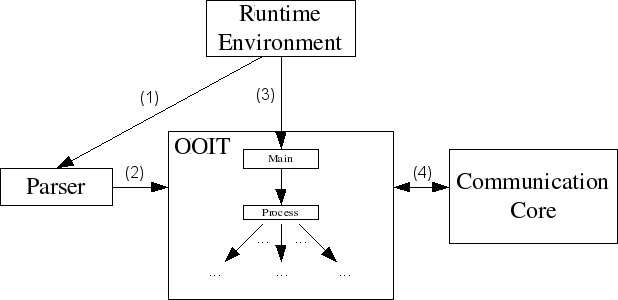 Runtime
Environment
(1)
(3)
OOIT
Main
Parser
(2)
(4)
Communication
Core
Process
... ...
... ... ...